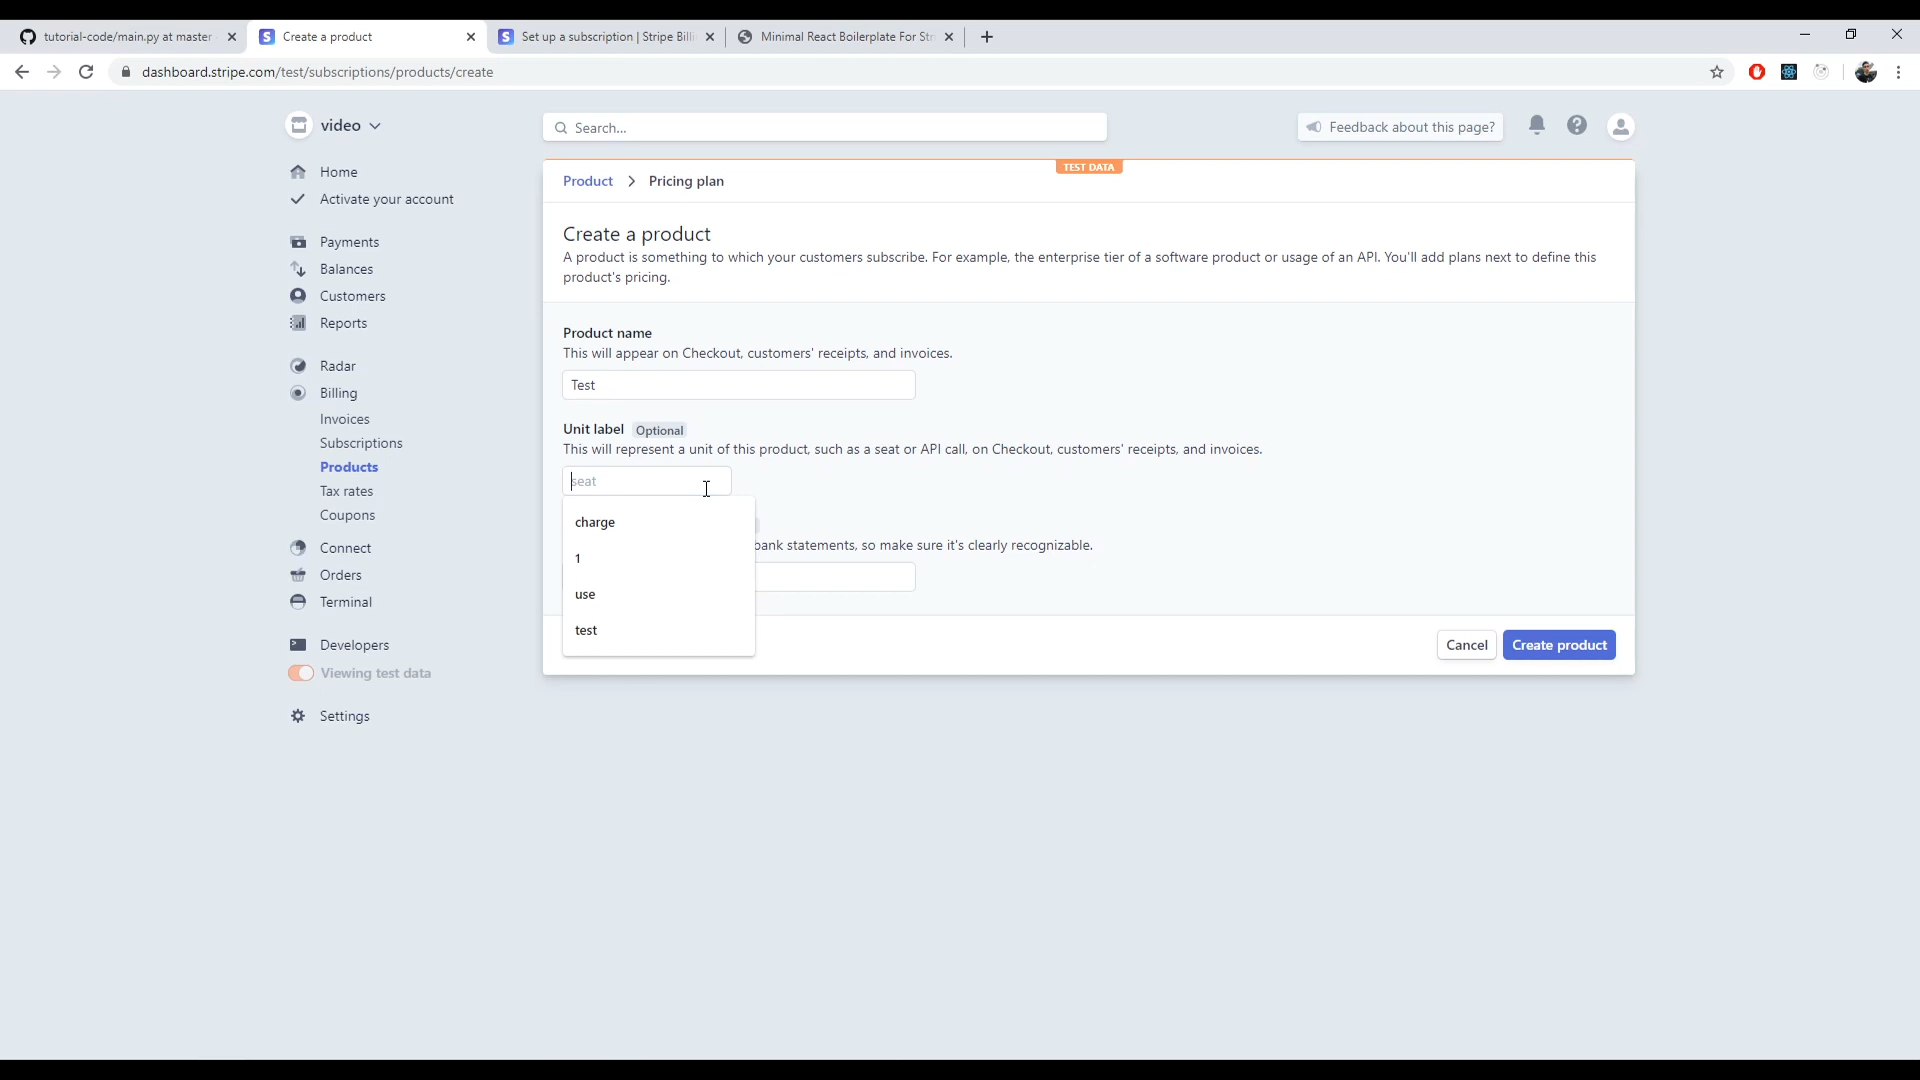 tutorial-code/main.py at master
Create a product
Set up a subscription | Stripe Billi
Minimal React Boilerplate For Str
dashboard.stripe.com/test/subscriptions/products/create
video
Search...
Feedback about this page?
Home
Activate your account
Payments
Balances
Customers
Reports
Radar
Billing
Invoices
Subscriptions
Products
Tax rates
Coupons
Connect
Orders
Terminal
Developers
Viewing test data
Settings
TEST DATA
Product > Pricing plan
Create a product
A product is something to which your customers subscribe. For example, the enterprise tier of a software product or usage of an API. You'll add plans next to define this
product's pricing.
Product name
This will appear on Checkout, customers' receipts, and invoices.
Test
Unit label Optional
This will represent a unit of this product, such as a seat or API call, on Checkout, customers' receipts, and invoices.
seat
charge
1
use
test
bank statements, so make sure it's clearly recognizable.
Cancel
Create product